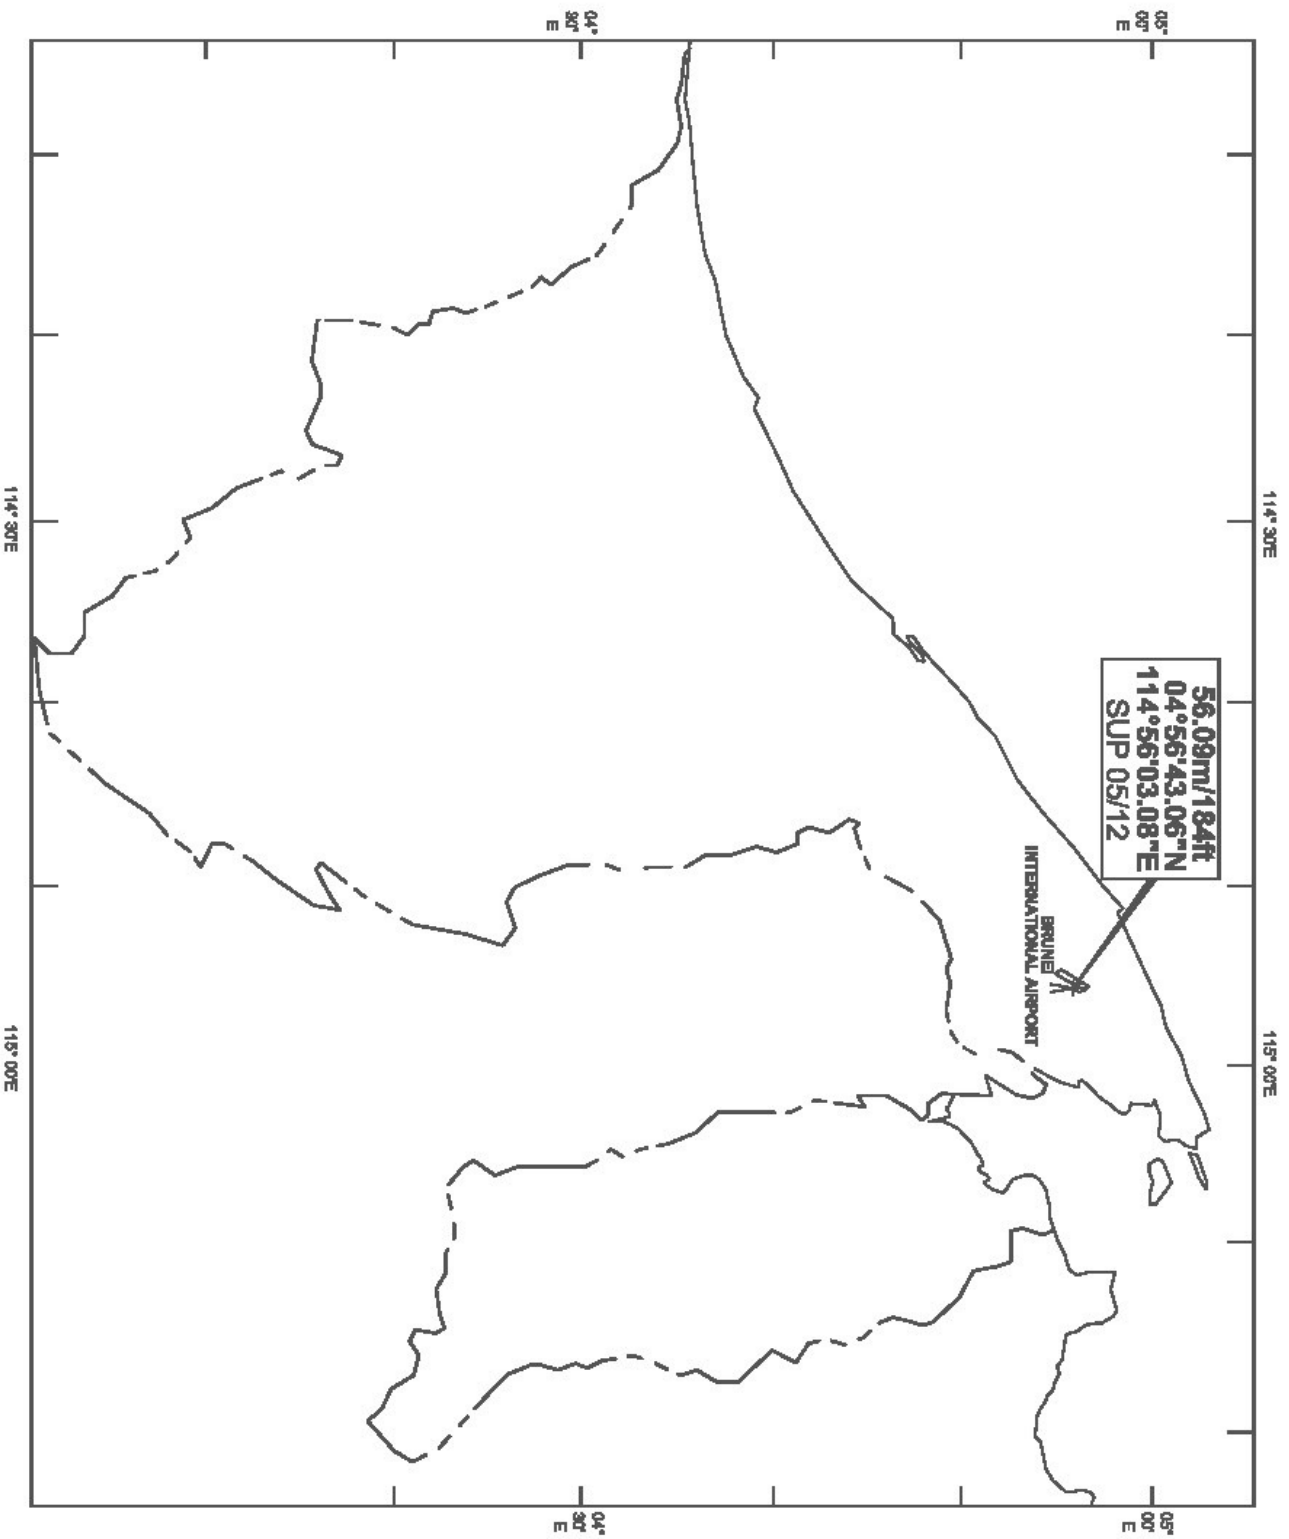 114° 30'E
115° 00'E
05°
00'
E
05°
00'
E
56.09m/184ft
04°56'43.06"N
114°56'03.08"E
SUP 05/12
BRUNEI
INTERNATIONAL AIRPORT
04°
30'
E
04°
30'
E
114° 30'E
115° 00'E